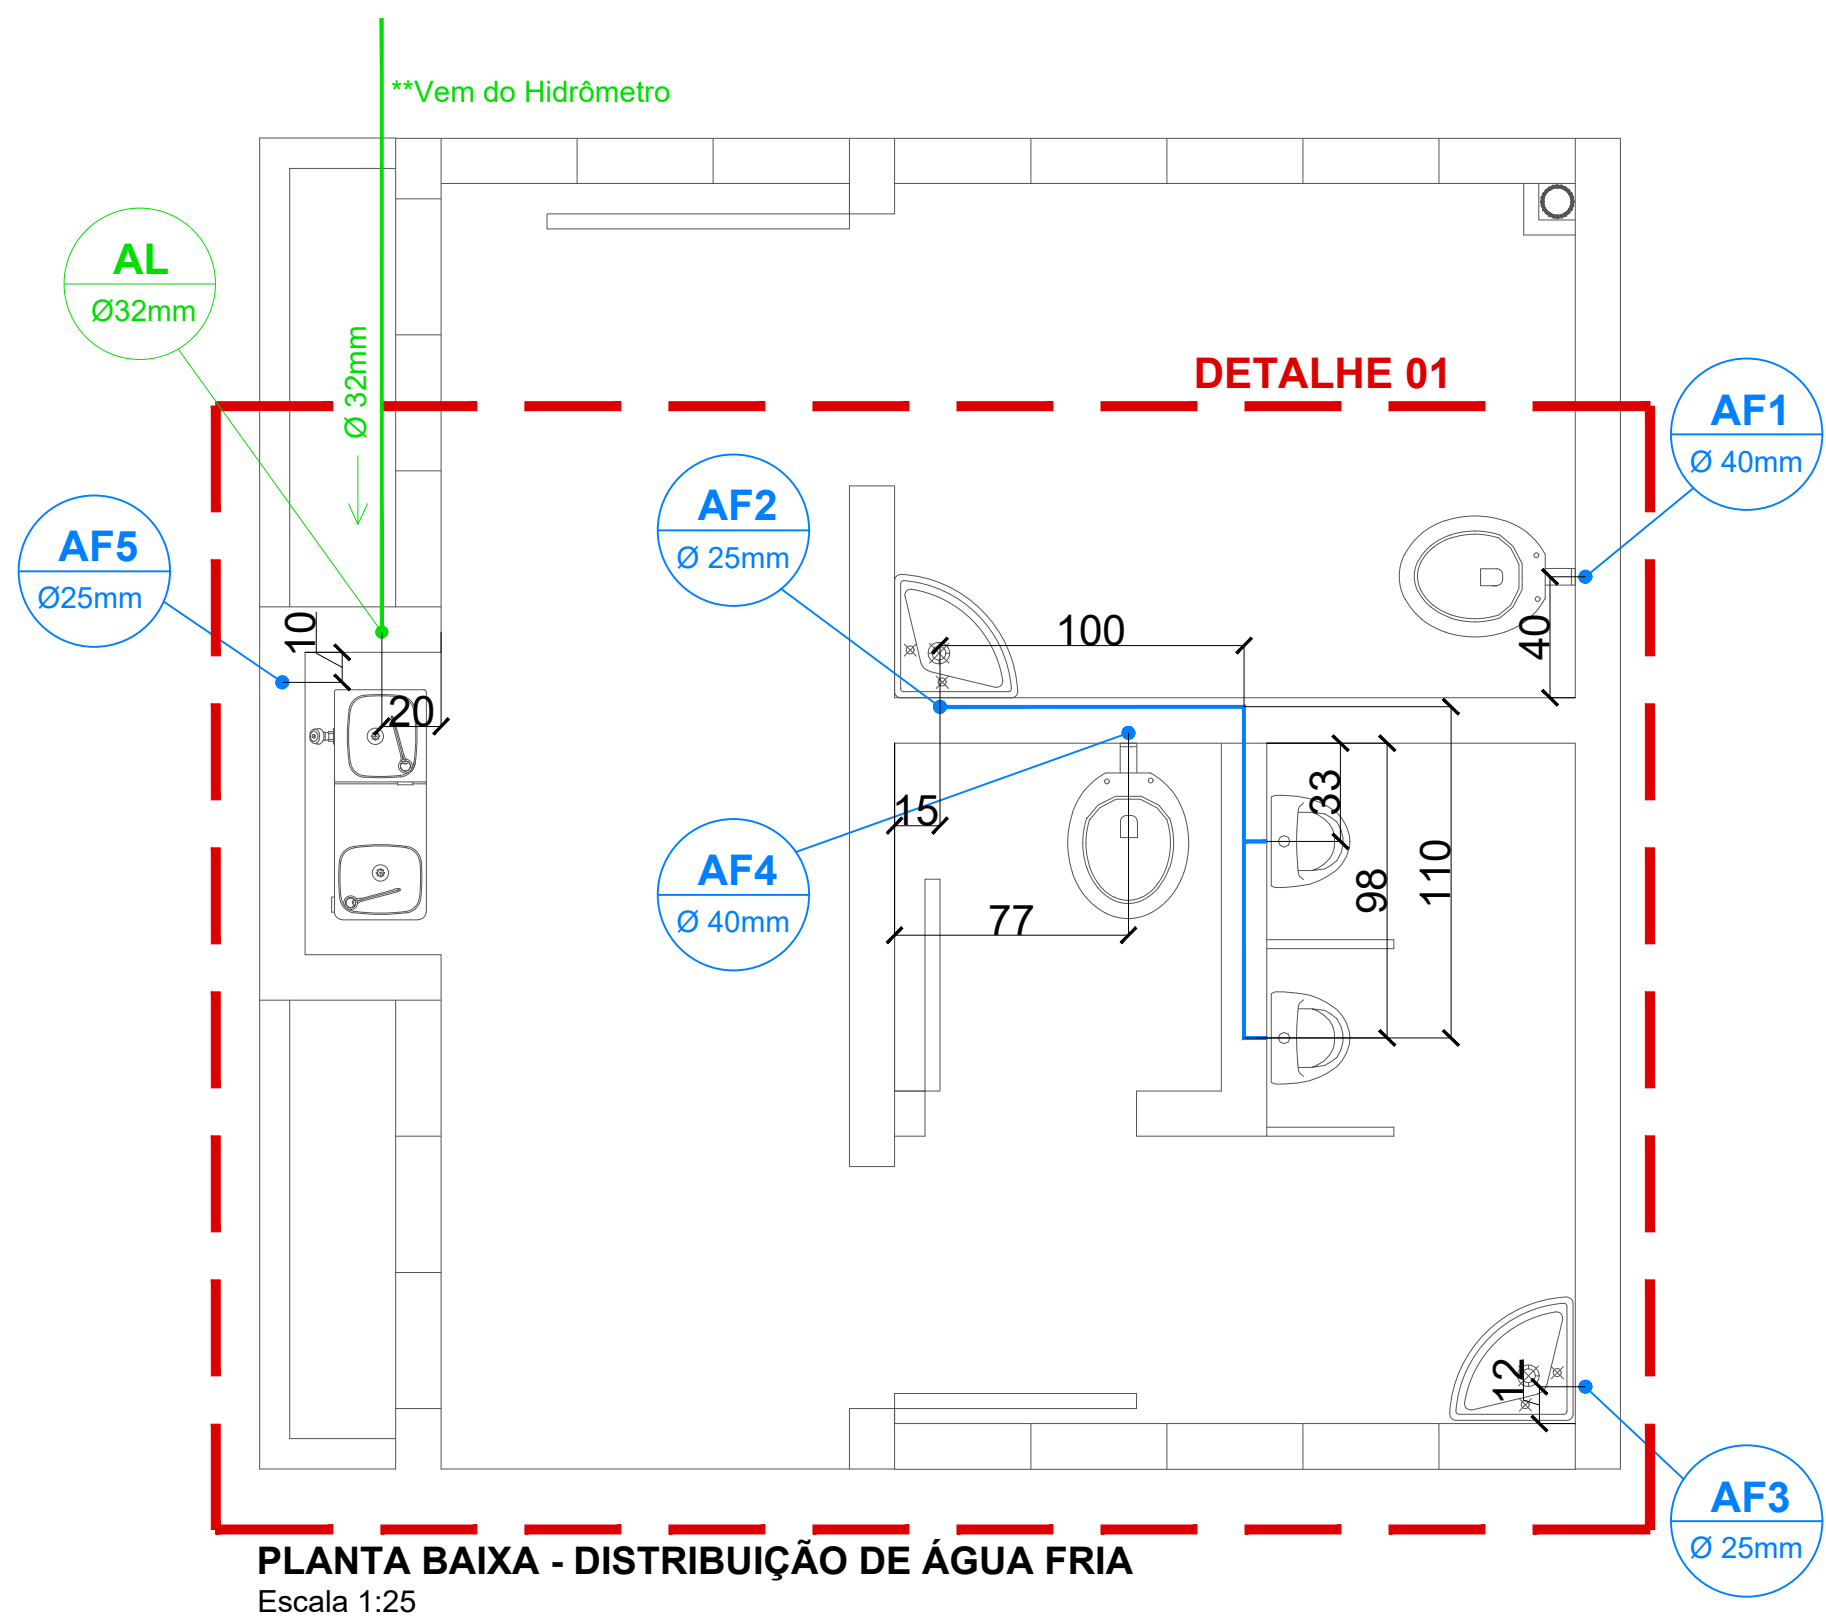 **Vem do Hidrômetro
AL
Ø32mm
Ø 32mm
DETALHE 01
AF1
Ø 40mm
AF2
Ø 25mm
AF5
Ø25mm
10
20
100
40
15
33
98
110
AF4
Ø 40mm
77
12
AF3
Ø 25mm
PLANTA BAIXA - DISTRIBUIÇÃO DE ÁGUA FRIA
Escala 1:25